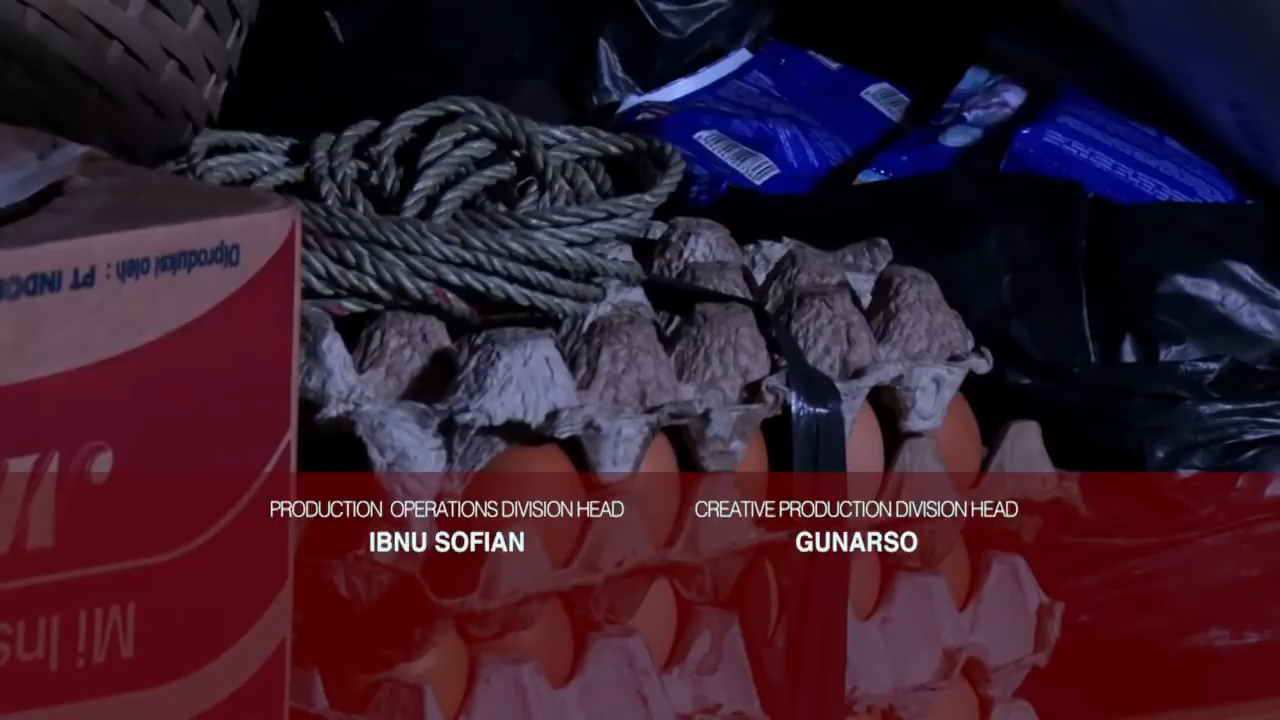 Diproduksi oleh : PT INDO
Mi Ins
PRODUCTION OPERATIONS DIVISION HEAD
IBNU SOFIAN
CREATIVE PRODUCTION DIVISION HEAD
GUNARSO